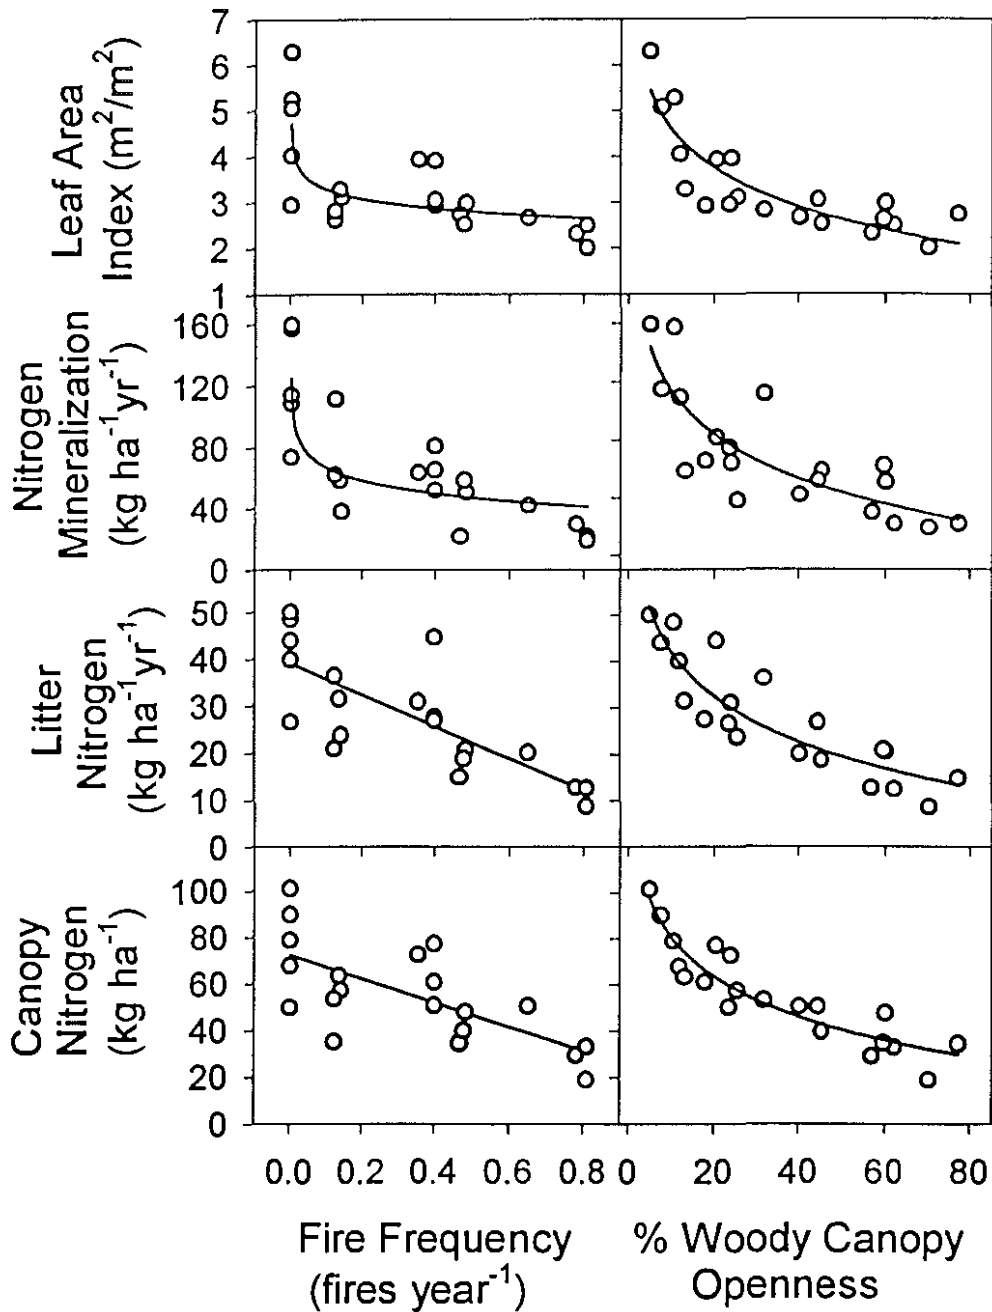 Leaf Area
Index (m²/m²)
7
6
5
4
3
2
1
Nitrogen
Mineralization
(kg ha⁻¹yr⁻¹)
160
120
80
40
0
Litter
Nitrogen
(kg ha⁻¹yr⁻¹)
50
40
30
20
10
0
Canopy
Nitrogen
(kg ha⁻¹)
100
80
60
40
20
0
0.0 0.2 0.4 0.6 0.8 0 20 40 60 80
Fire Frequency
(fires year⁻¹)
% Woody Canopy
Openness